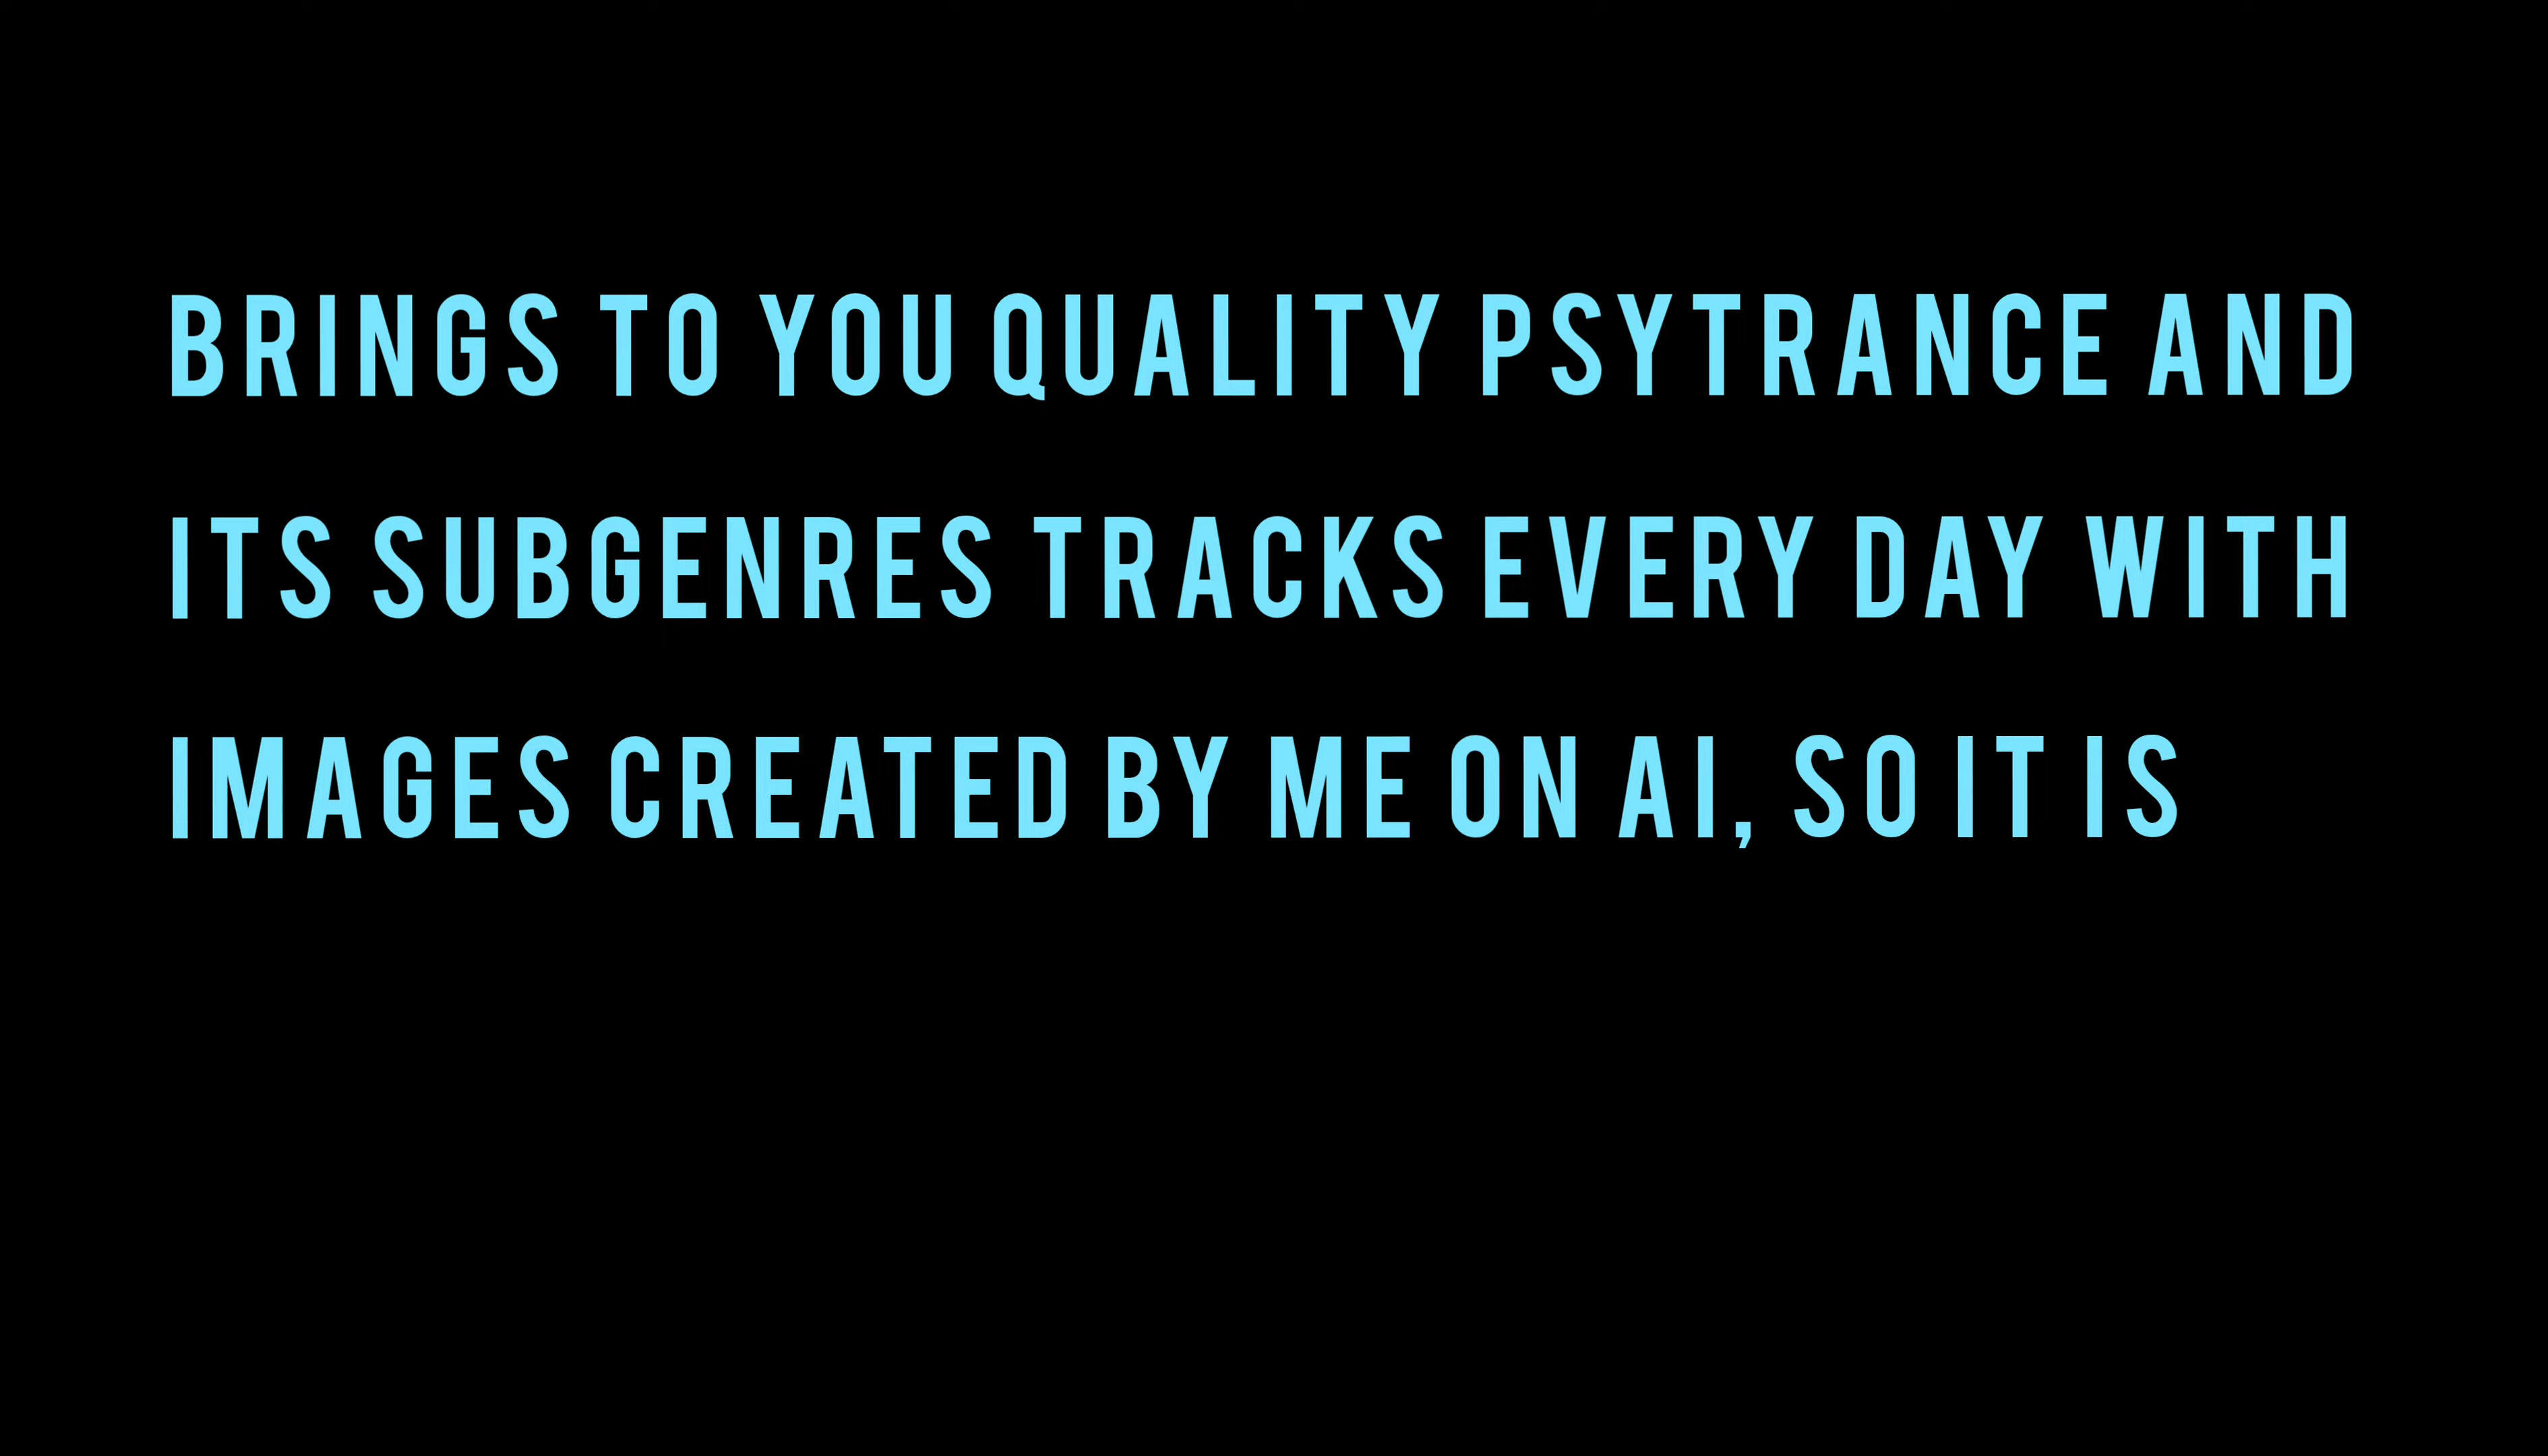 BRINGS TO YOU QUALITY PSYTRANCE AND
ITS SUBGENRES TRACKS EVERY DAY WITH
IMAGES CREATED BY ME ON AI, SO IT IS